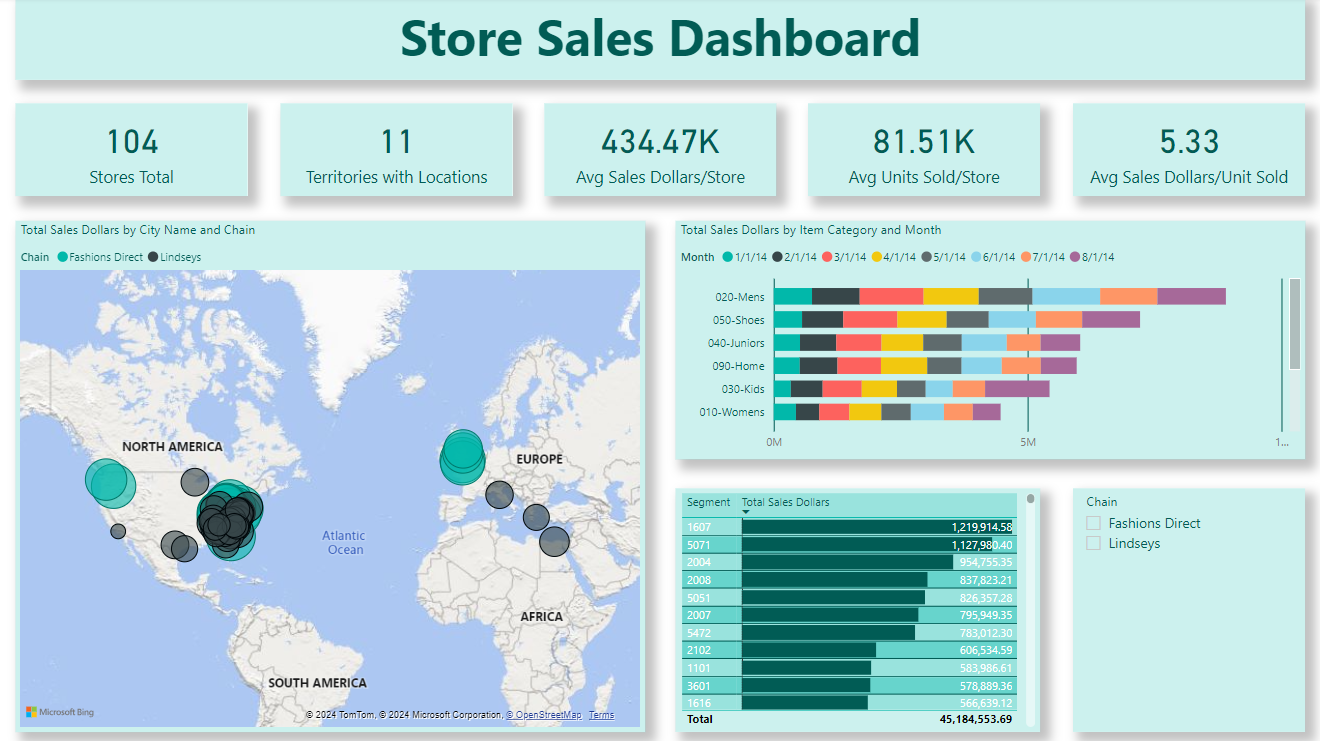 Store Sales Dashboard
104
Stores Total
11
Territories with Locations
434.47K
Avg Sales Dollars/Store
81.51K
Avg Units Sold/Store
5.33
Avg Sales Dollars/Unit Sold
Total Sales Dollars by City Name and Chain
Chain Fashions Direct Lindseys
NORTH AMERICA
EUROPE
Atlantic
Ocean
AFRICA
SOUTH AMERICA
Microsoft Bing
© 2024 TomTom, © 2024 Microsoft Corporation, © OpenStreetMap Terms
Total Sales Dollars by Item Category and Month
Month 1/1/14 2/1/14 3/1/14 4/1/14 5/1/14 6/1/14 7/1/14 8/1/14
020-Mens
050-Shoes
040-Juniors
090-Home
030-Kids
010-Womens
0M 5M 1...
Segment Total Sales Dollars
1607 1,219,914.58
5071 1,127,980.40
2004 954,755.35
2008 837,823.21
5051 826,357.28
2007 795,949.35
5472 783,012.30
2102 606,534.59
1101 583,986.61
3601 578,889.36
1616 566,639.12
Total 45,184,553.69
Chain
Fashions Direct
Lindseys